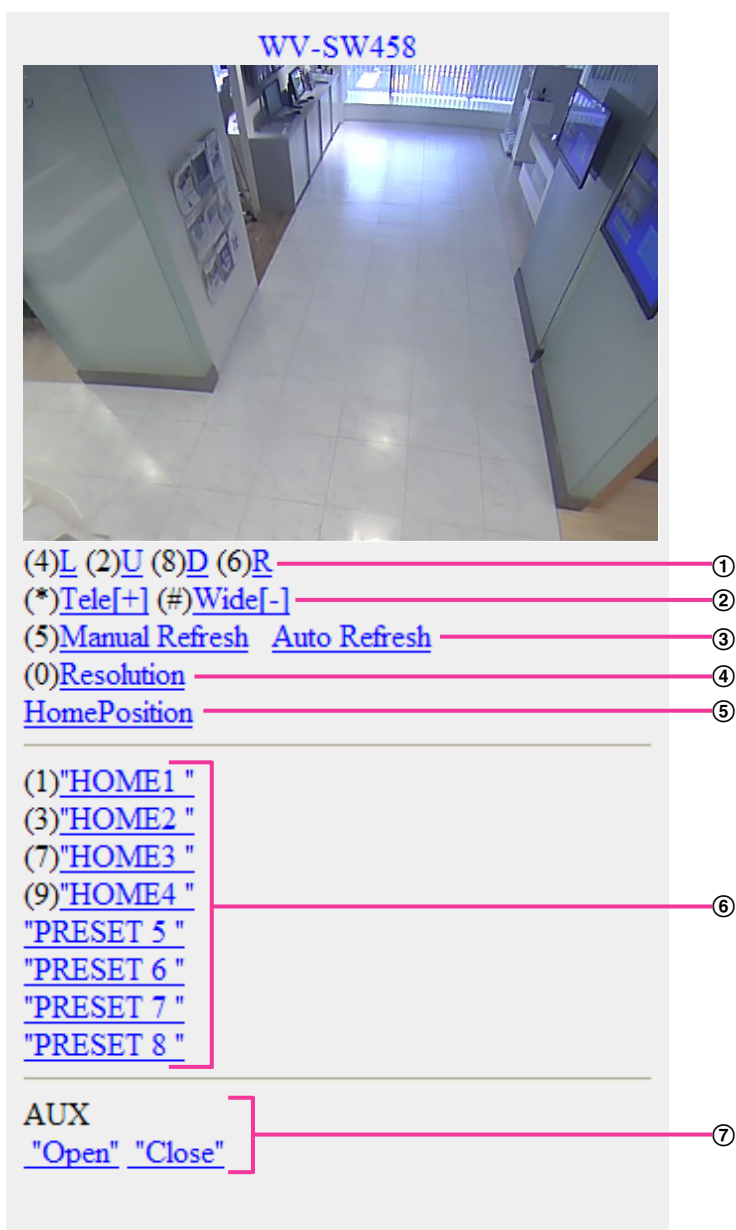 WV-SW458
(4)L (2)U (8)D (6)R ①
(*)Tele[+] (#)Wide[-] ②
(5)Manual Refresh Auto Refresh ③
(0)Resolution ④
HomePosition ⑤
(1)"HOME1 "
(3)"HOME2 "
(7)"HOME3 "
(9)"HOME4 " ⑥
"PRESET 5 "
"PRESET 6 "
"PRESET 7 "
"PRESET 8 "
AUX
"Open" "Close" ⑦